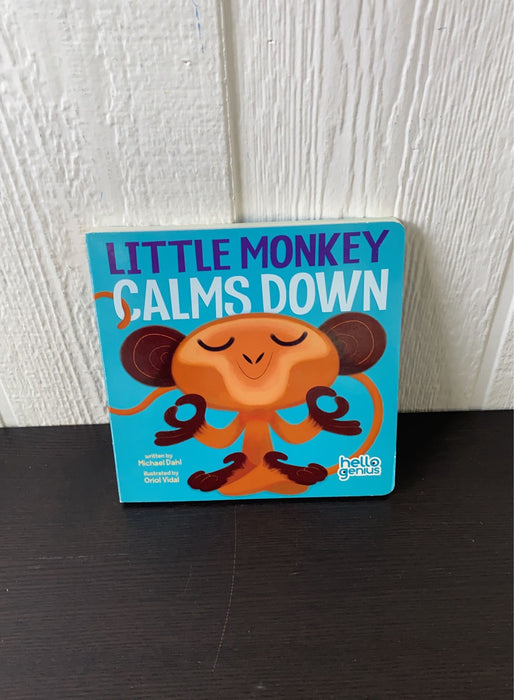 LITTLE MONKEY
CALMS DOWN
written by
Michael Dahl
illustrated by
Oriol Vidal
hello
genius